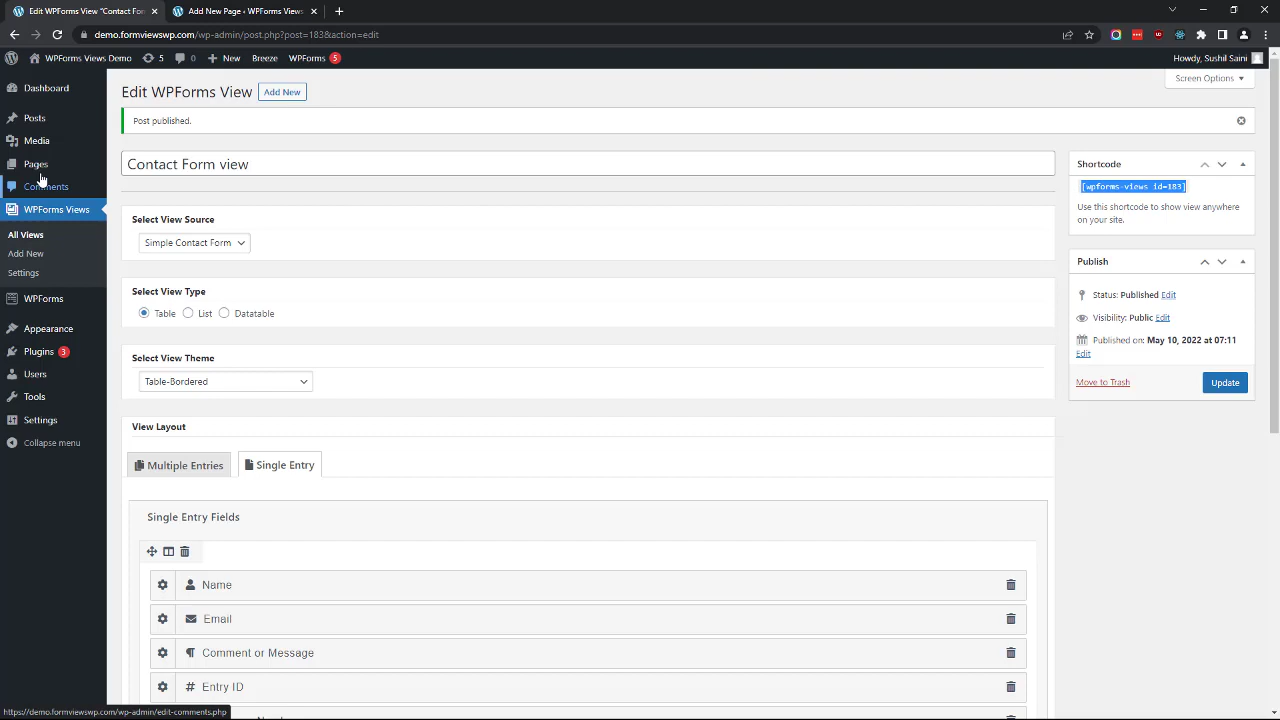 Edit WPForms View "Contact For
Add New Page ‹ WPForms Views
demo.formviewswp.com/wp-admin/post.php?post=183&action=edit
WPForms Views Demo
5
0
New
Breeze
WPForms
5
Howdy, Sushil Saini
Dashboard
Posts
Media
Pages
Comments
WPForms Views
All Views
Add New
Settings
WPForms
Appearance
Plugins 3
Users
Tools
Settings
Collapse menu
https://demo.formviewswp.com/wp-admin/edit-comments.php
Screen Options
Edit WPForms View
Add New
Post published.
Contact Form view
Select View Source
Simple Contact Form
Select View Type
Table List Datatable
Select View Theme
Table-Bordered
View Layout
Multiple Entries
Single Entry
Single Entry Fields
Name
Email
Comment or Message
# Entry ID
Shortcode
[wpforms-views id=183]
Use this shortcode to show view anywhere
on your site.
Publish
Status: Published Edit
Visibility: Public Edit
Published on: May 10, 2022 at 07:11
Edit
Move to Trash
Update